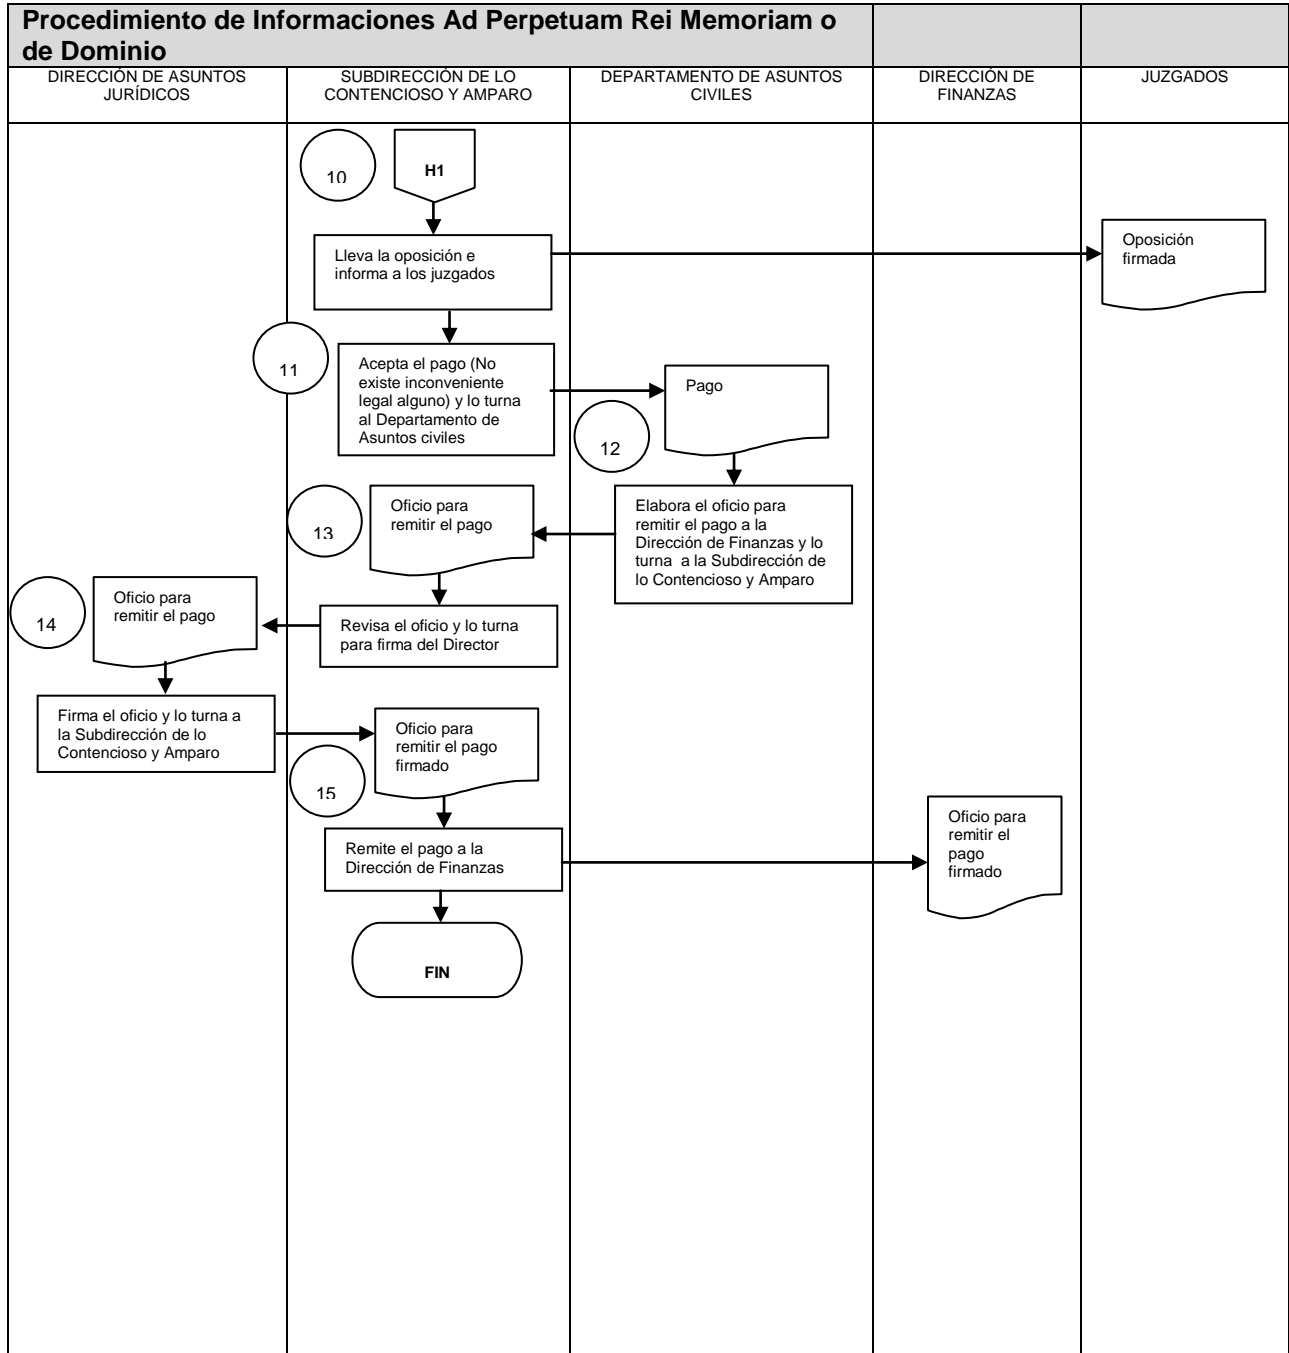 Procedimiento de Informaciones Ad Perpetuam Rei Memoriam o
de Dominio
DIRECCIÓN DE ASUNTOS
JURÍDICOS
SUBDIRECCIÓN DE LO
CONTENCIOSO Y AMPARO
DEPARTAMENTO DE ASUNTOS
CIVILES
DIRECCIÓN DE
FINANZAS
JUZGADOS
10
H1
Lleva la oposición e
informa a los juzgados
Oposición
firmada
11
Acepta el pago (No
existe inconveniente
legal alguno) y lo turna
al Departamento de
Asuntos civiles
Pago
12
Elabora el oficio para
remitir el pago a la
Dirección de Finanzas y lo
turna  a la Subdirección de
lo Contencioso y Amparo
13
Oficio para
remitir el pago
Revisa el oficio y lo turna
para firma del Director
14
Oficio para
remitir el pago
Firma el oficio y lo turna a
la Subdirección de lo
Contencioso y Amparo
Oficio para
remitir el pago
firmado
15
Remite el pago a la
Dirección de Finanzas
Oficio para
remitir el
pago
firmado
FIN